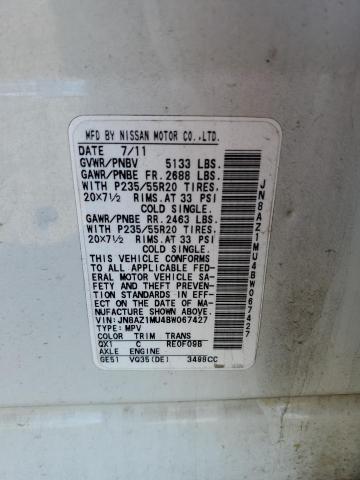 MFD BY NISSAN MOTOR CO., LTD.
DATE 7/11
GVWR/PNBV 5133 LBS.
GAWR/PNBE FR. 2688 LBS.
WITH P235/55R20 TIRES,
20X7½ RIMS, AT 33 PSI
COLD SINGLE.
GAWR/PNBE RR. 2463 LBS.
WITH P235/55R20 TIRES,
20X7½ RIMS, AT 33 PSI
COLD SINGLE.
THIS VEHICLE CONFORMS
TO ALL APPLICABLE FED-
ERAL MOTOR VEHICLE SA-
FETY AND THEFT PREVEN-
TION STANDARDS IN EFF-
ECT ON THE DATE OF MA-
NUFACTURE SHOWN ABOVE.
VIN: JN8AZ1MU4BW067427
TYPE: MPV
COLOR TRIM TRANS
QX1 C RE0F09B
AXLE ENGINE
GE51 VQ35(DE) 3498CC
JN8AZ1MU4BW067427